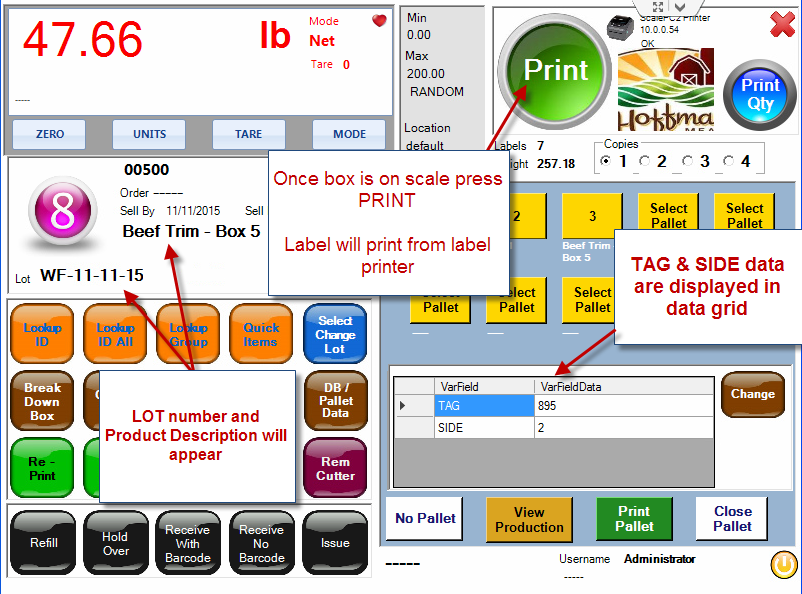 47.66 lb
Mode
Net
Tare 0
-----
ZERO
UNITS
TARE
MODE
Min
0.00
Max
200.00
RANDOM
Location
default
Print
ScalePC2 Printer
10.0.0.54
OK
Hoffma
Print
Qty
Labels 7
257.18
Copies
1 2 3 4
00500
8
Order -----
Sell By 11/11/2015 Sell
Beef Trim - Box 5
Lot WF-11-11-15
Once box is on scale press
PRINT
Label will print from label
printer
2
3
Select
Pallet
Select
Pallet
Beef Trim
Box 5
Select
Pallet
Select
Pallet
Select
Pallet
TAG & SIDE data
are displayed in
data grid
Lookup
ID
Lookup
ID All
Lookup
Group
Quick
Items
Select
Change
Lot
Break
Down
Box
DB /
Pallet
Data
Re -
Print
Rem
Cutter
LOT number and
Product Description will
appear
VarField VarFieldData
TAG 895
SIDE 2
Change
Refill
Hold
Over
Receive
With
Barcode
Receive
No
Barcode
Issue
No Pallet
View
Production
Print
Pallet
Close
Pallet
-----
Username Administrator
-----